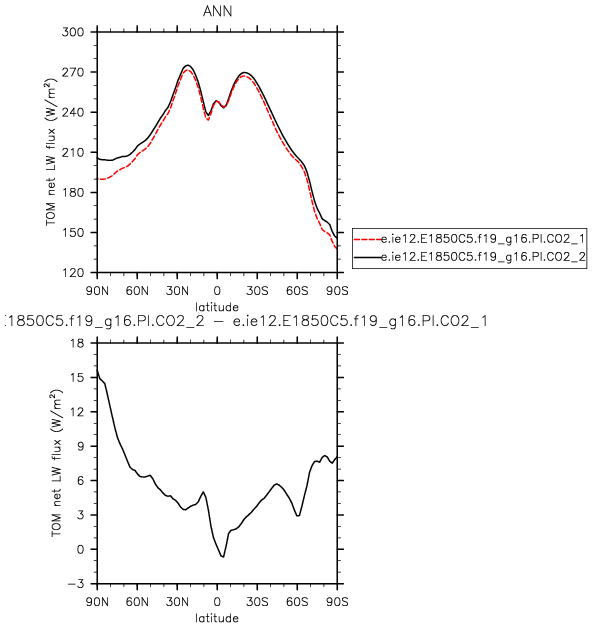 ANN
300
270
240
210
180
150
120
TOM net LW flux (W/m²)
90N 60N 30N 0 30S 60S 90S
latitude
e.ie12.E1850C5.f19_g16.PI.CO2_1
e.ie12.E1850C5.f19_g16.PI.CO2_2
:1850C5.f19_g16.PI.CO2_2 − e.ie12.E1850C5.f19_g16.PI.CO2_1
18
15
12
9
6
3
0
−3
TOM net LW flux (W/m²)
90N 60N 30N 0 30S 60S 90S
latitude